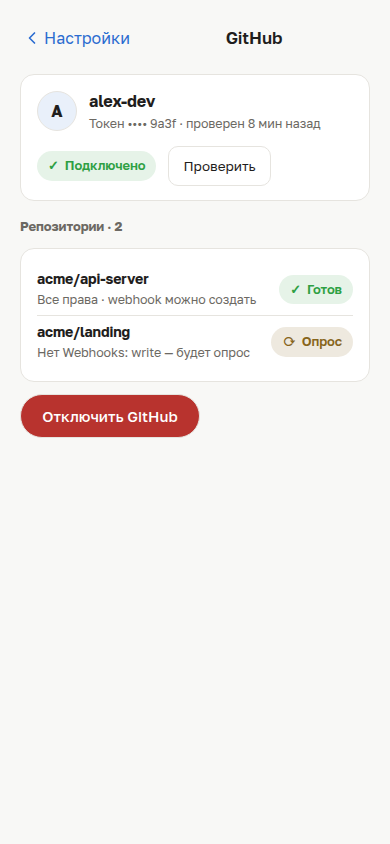 Настройки
GitHub
A
alex-dev
Токен •••• 9a3f · проверен 8 мин назад
✓ Подключено
Проверить
Репозитории · 2
acme/api-server
Все права · webhook можно создать
✓ Готов
acme/landing
Нет Webhooks: write — будет опрос
⟳ Опрос
Отключить GitHub